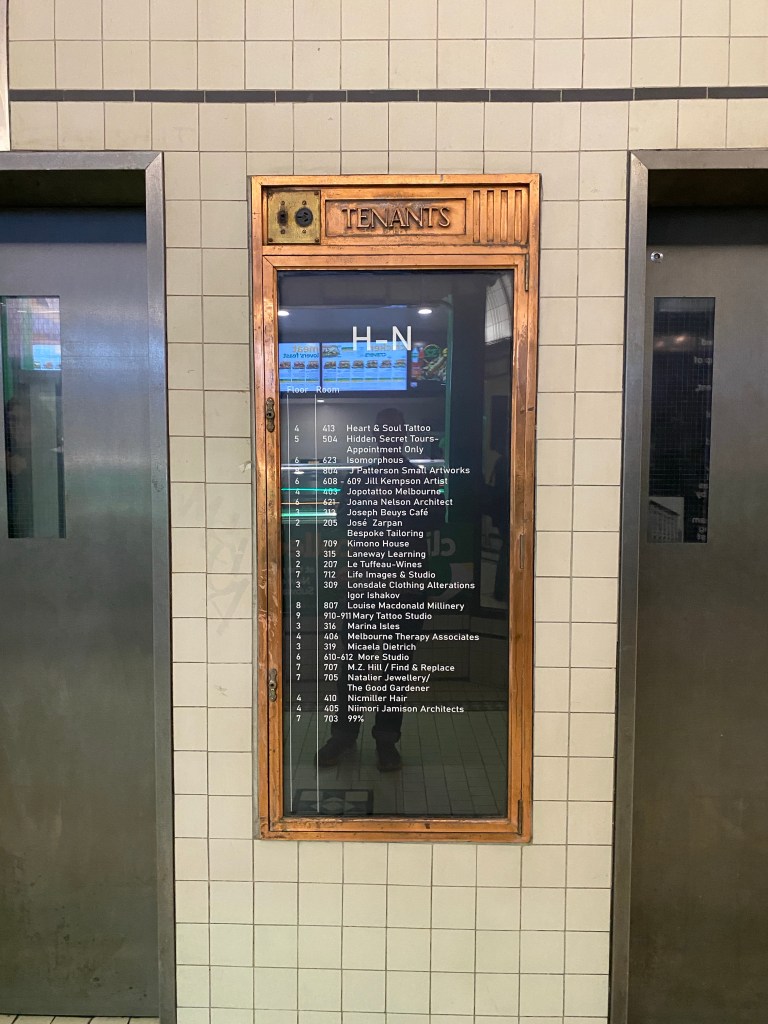 TENANTS
H-N
Floor Room
4 413 Heart & Soul Tattoo
5 504 Hidden Secret Tours-
Appointment Only
6 623 Isomorphous
804 J Patterson Small Artworks
6 608 - 609 Jill Kempson Artist
4 403 Jopotattoo Melbourne
6 621 Joanna Nelson Architect
3 Joseph Beuys Café
2 205 José Zarpan
Bespoke Tailoring
7 709 Kimono House
3 315 Laneway Learning
2 207 Le Tuffeau-Wines
7 712 Life Images & Studio
3 309 Lonsdale Clothing Alterations
Igor Ishakov
8 807 Louise Macdonald Millinery
9 910-911 Mary Tattoo Studio
3 316 Marina Isles
4 406 Melbourne Therapy Associates
3 319 Micaela Dietrich
6 610-612 More Studio
7 707 M.Z. Hill / Find & Replace
7 705 Natalier Jewellery/
The Good Gardener
4 410 Nicmiller Hair
4 405 Niimori Jamison Architects
7 703 99%